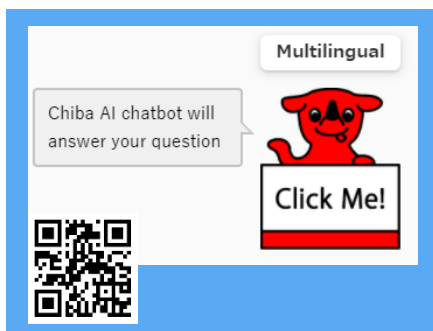 Multilingual
Chiba AI chatbot will
answer your question
Click Me!